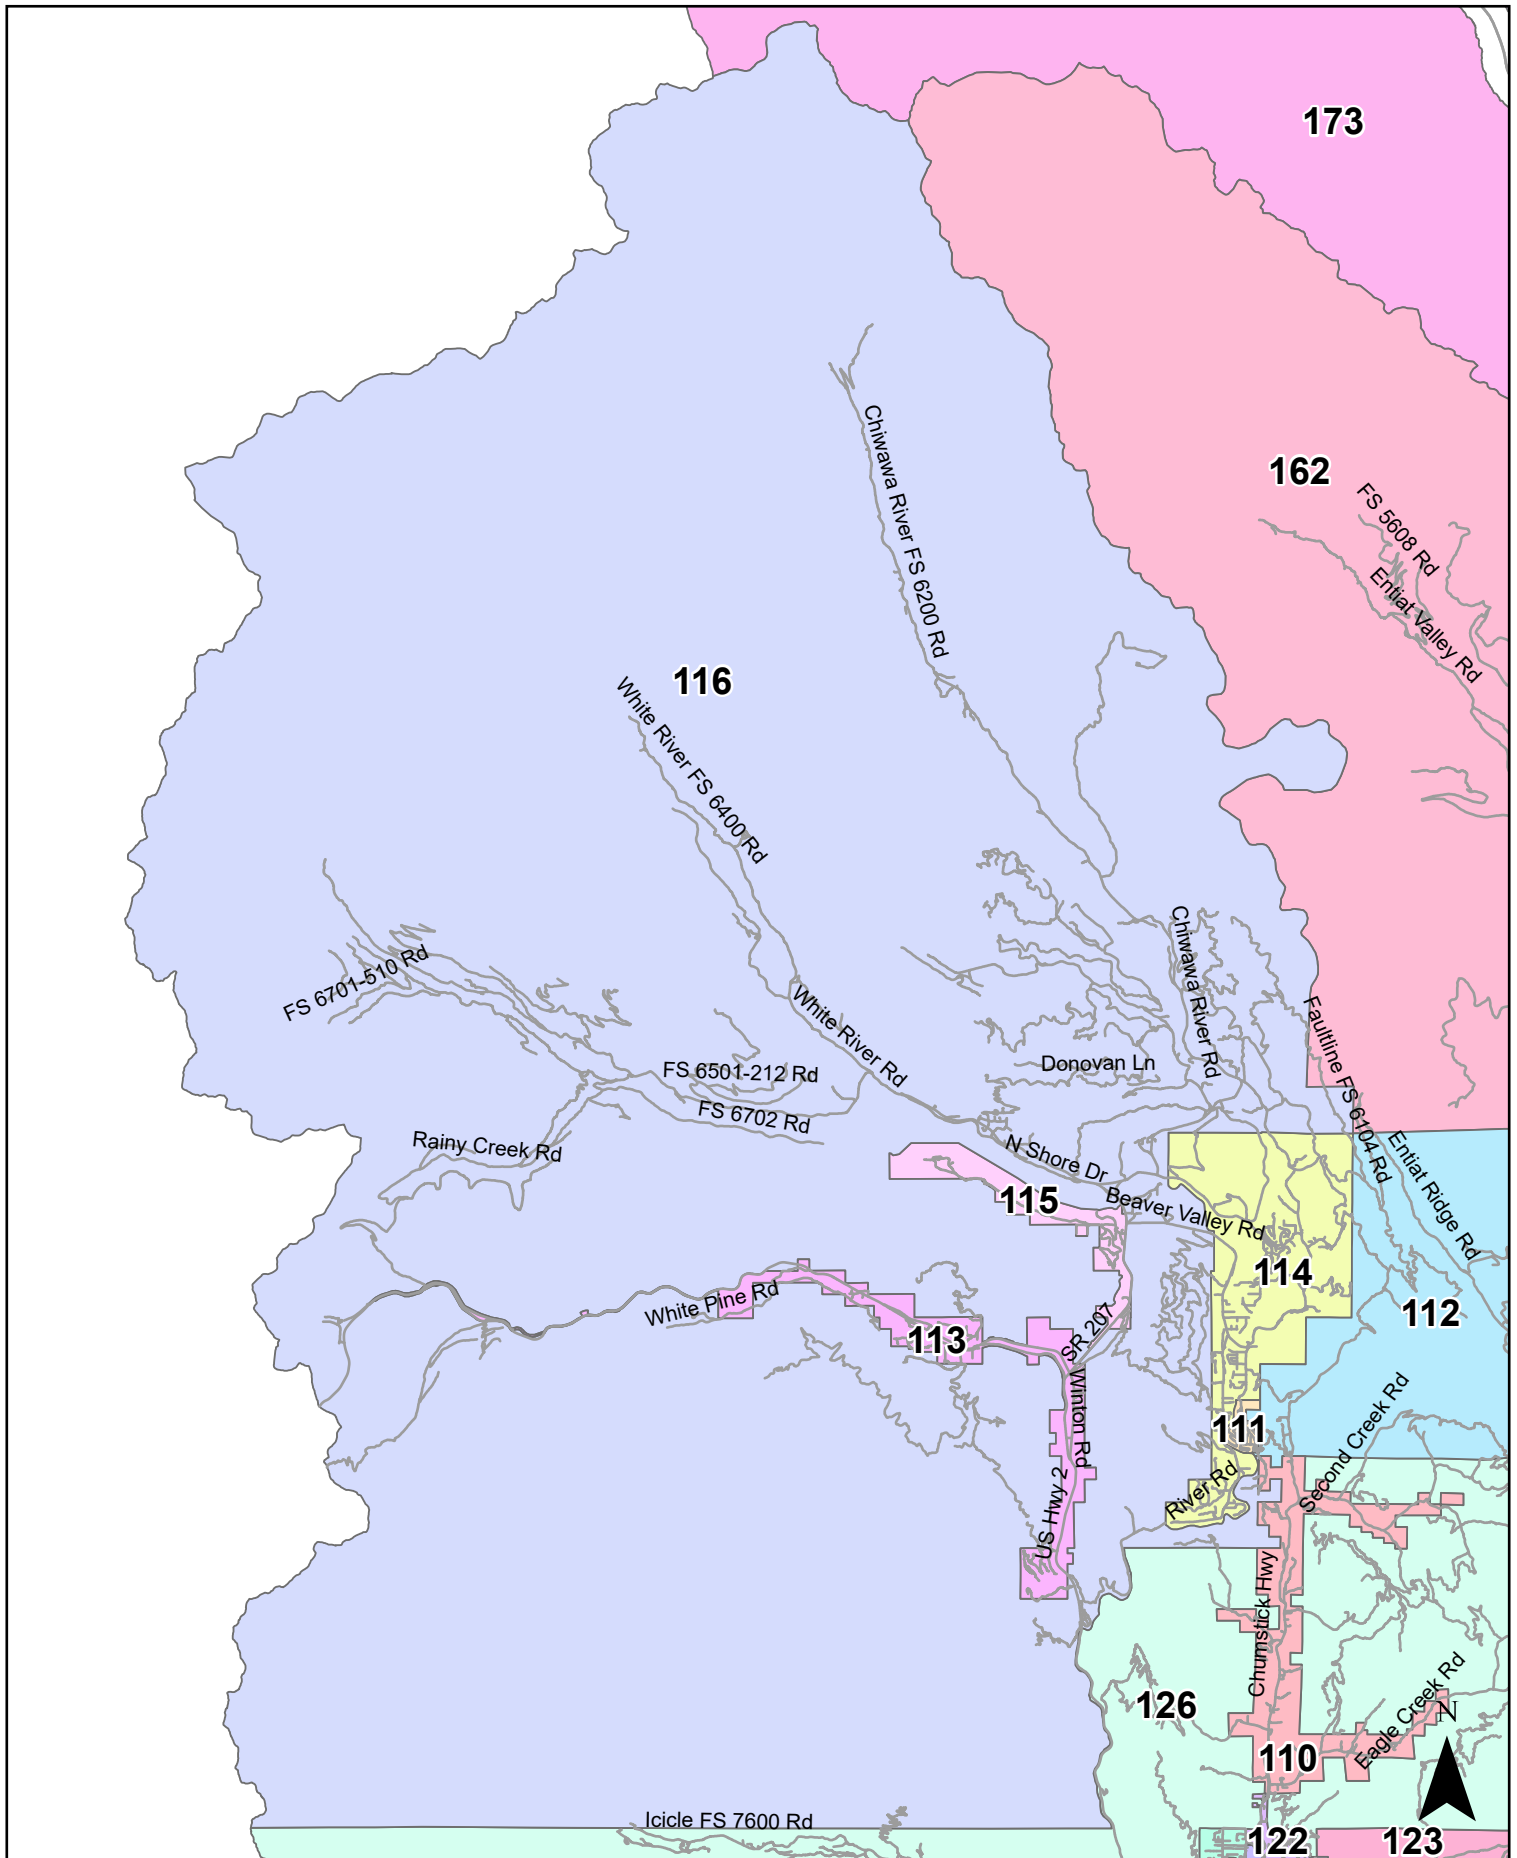 173
162
FS 5608 Rd
Entiat Valley Rd
Chiwawa River FS 6200 Rd
116
White River FS 6400 Rd
Chiwawa River Rd
FS 6701-510 Rd
White River Rd
Faultline FS 6104 Rd
Donovan Ln
FS 6501-212 Rd
FS 6702 Rd
Rainy Creek Rd
N Shore Dr
Entiat Ridge Rd
115
Beaver Valley Rd
114
White Pine Rd
112
113
SR 207
Winton Rd
111
Second Creek Rd
River Rd
US Hwy 2
Chumstick Hwy
126
Eagle Creek Rd
N
110
Icicle FS 7600 Rd
122
123